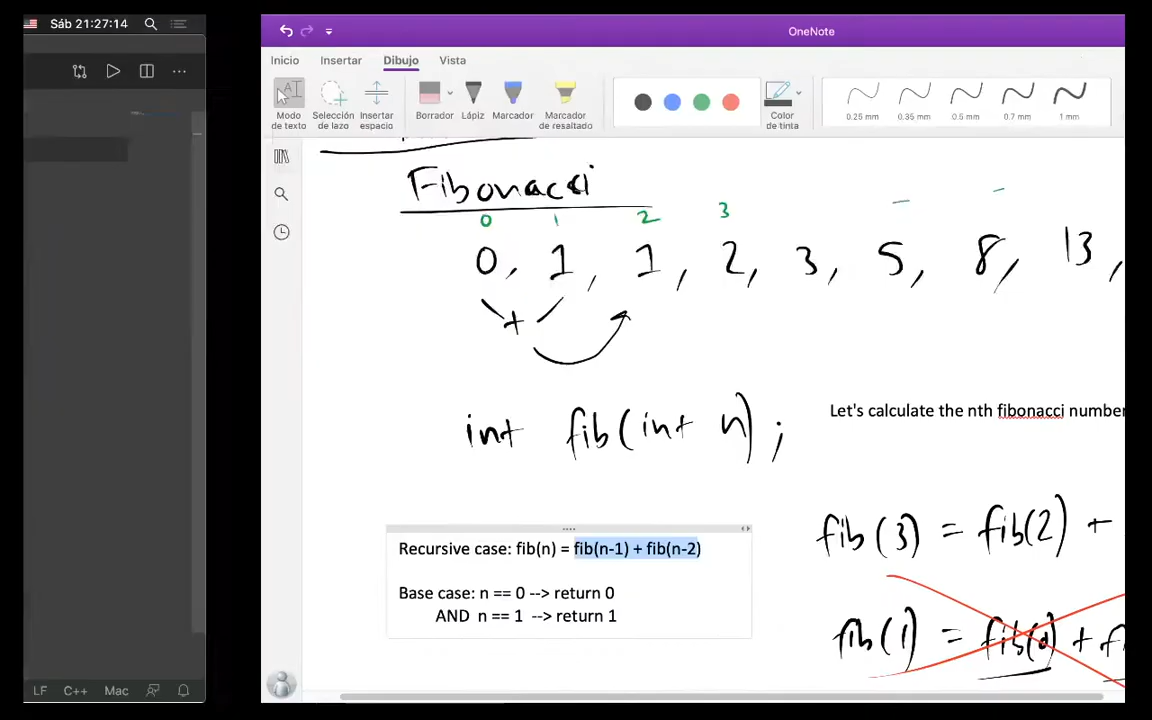 Sáb 21:27:14
OneNote
Inicio Insertar Dibujo Vista
Modo de texto
Selección de lazo
Insertar espacio
Borrador
Lápiz
Marcador
Marcador de resaltado
Color de tinta
0.25 mm 0.35 mm 0.5 mm 0.7 mm 1 mm
Fibonacci
0 1 2 3
0, 1, 1, 2, 3, 5, 8, 13,
+
int fib(int n);
Let's calculate the nth fibonacci number
fib(3) = fib(2) +
Recursive case: fib(n) = fib(n-1) + fib(n-2)
Base case: n == 0 --> return 0
AND n == 1 --> return 1
fib(1) = fib(0) +
LF C++ Mac